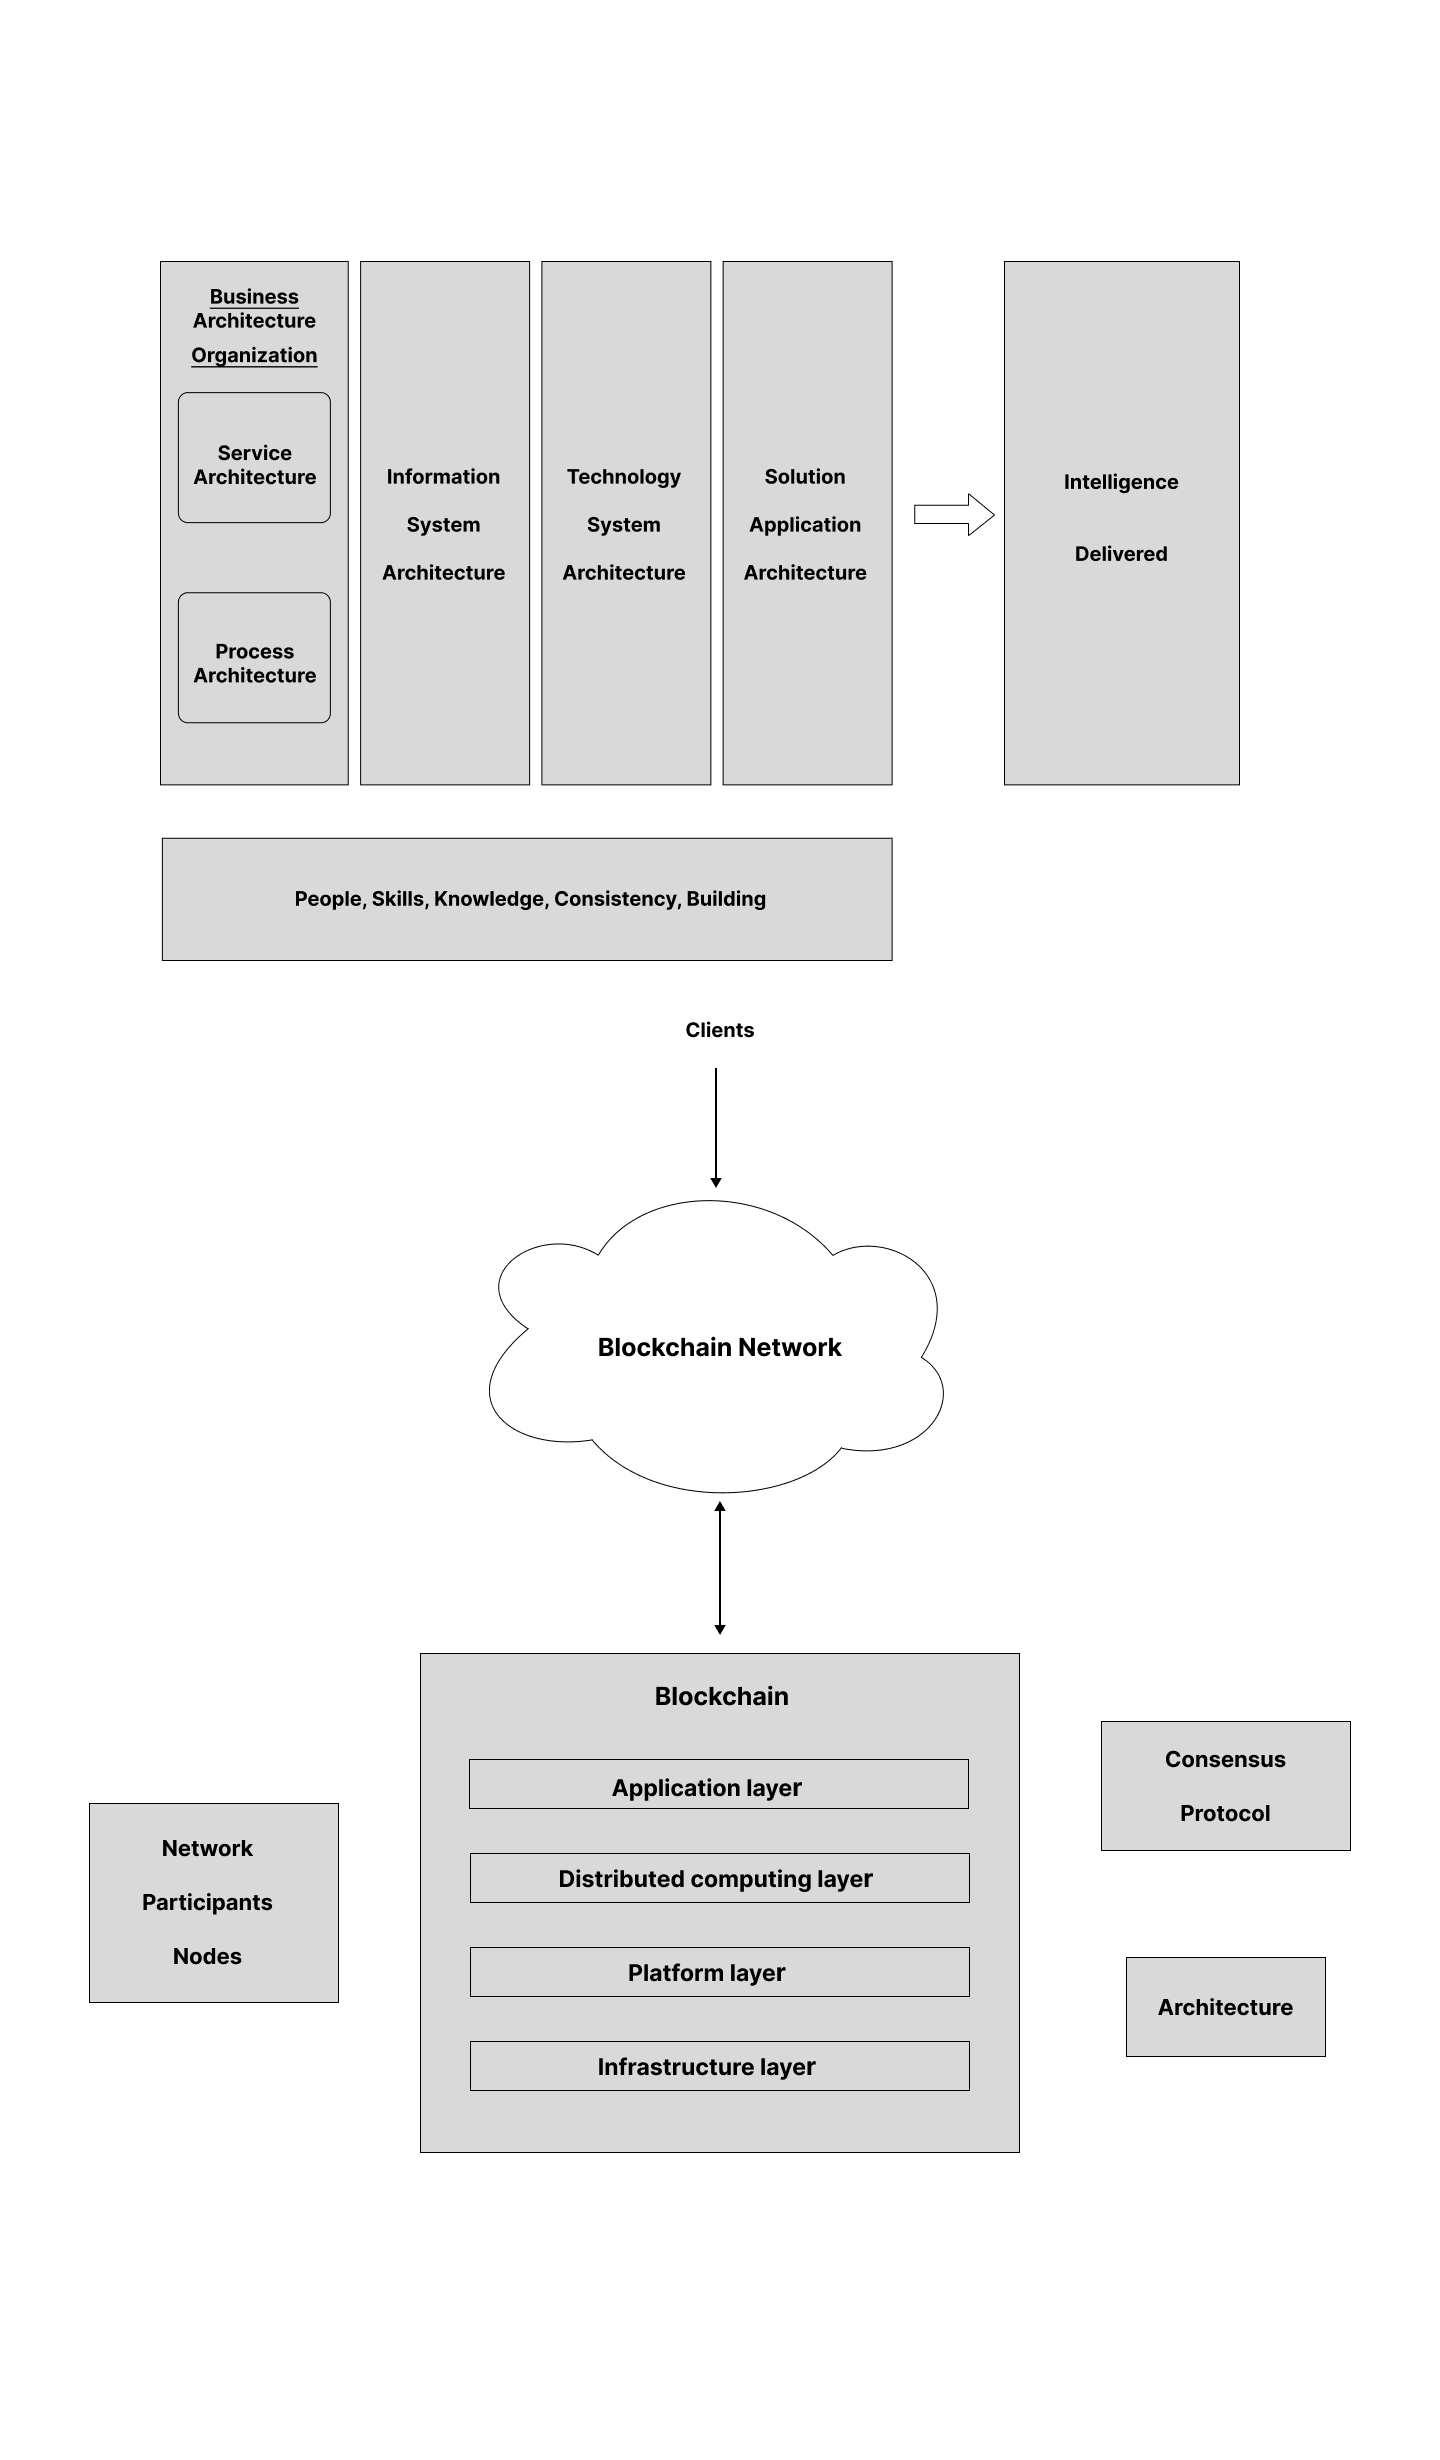 Business
Architecture
Organization
Service
Architecture
Process
Architecture
Information
System
Architecture
Technology
System
Architecture
Solution
Application
Architecture
Intelligence
Delivered
People, Skills, Knowledge, Consistency, Building
Clients
Blockchain Network
Blockchain
Application layer
Distributed computing layer
Platform layer
Infrastructure layer
Network
Participants
Nodes
Consensus
Protocol
Architecture